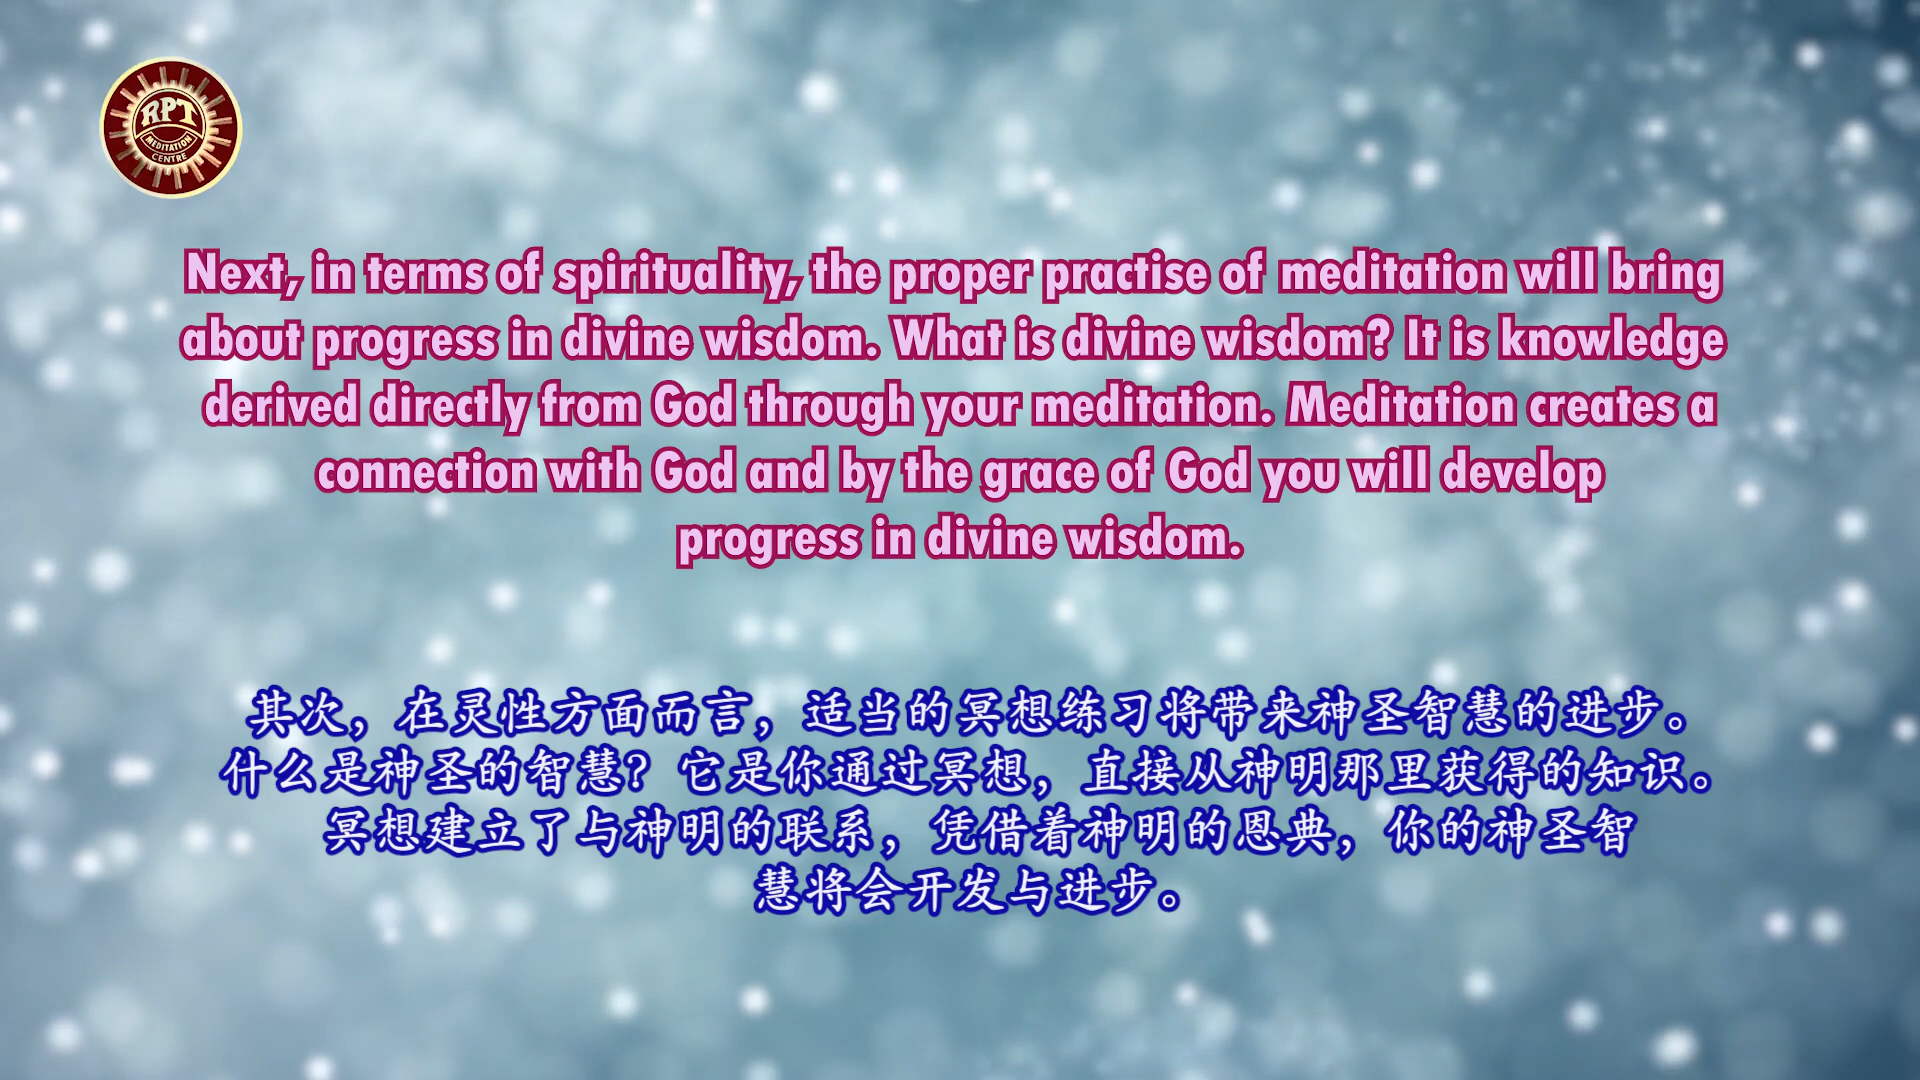 RPT
MEDITATION
CENTRE
Next, in terms of spirituality, the proper practise of meditation will bring
about progress in divine wisdom. What is divine wisdom? It is knowledge
derived directly from God through your meditation. Meditation creates a
connection with God and by the grace of God you will develop
progress in divine wisdom.
其次，在灵性方面而言，适当的冥想练习将带来神圣智慧的进步。
什么是神圣的智慧？它是你通过冥想，直接从神明那里获得的知识。
冥想建立了与神明的联系，凭借着神明的恩典，你的神圣智
慧将会开发与进步。